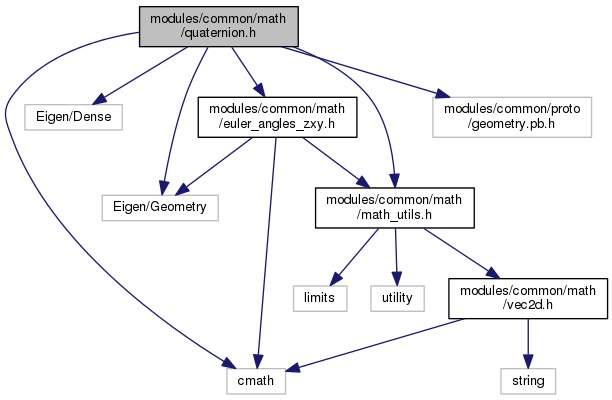 modules/common/math
/quaternion.h
Eigen/Dense
modules/common/math
/euler_angles_zxy.h
modules/common/proto
/geometry.pb.h
Eigen/Geometry
modules/common/math
/math_utils.h
limits
utility
modules/common/math
/vec2d.h
cmath
string